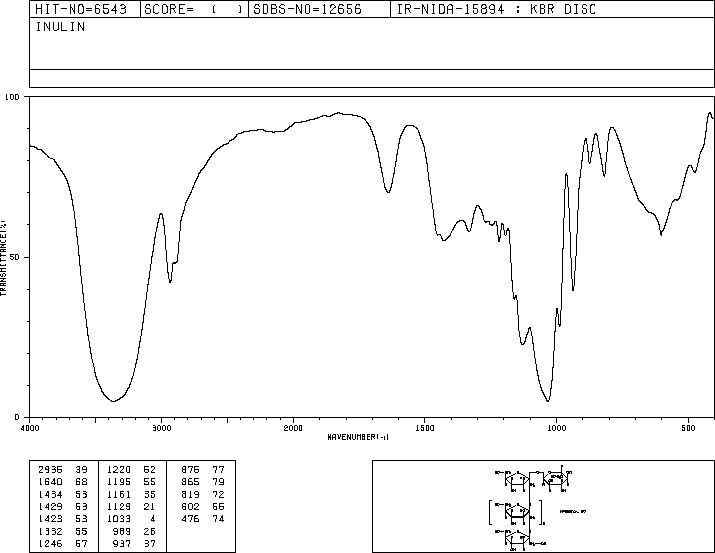 HIT-NO=6543 SCORE= ( ) SDBS-NO=12656 IR-NIDA-15894 : KBR DISC
INULIN
100
TRANSMITTANCE(%)
50
0
4000 3000 2000 1500 1000 500
WAVENUMBER(-1)
2936 39 1220 52 876 77
1640 68 1195 55 865 79
1454 53 1161 35 819 72
1429 53 1129 21 602 55
1423 53 1033 4 476 74
1332 55 989 26
1246 57 937 37